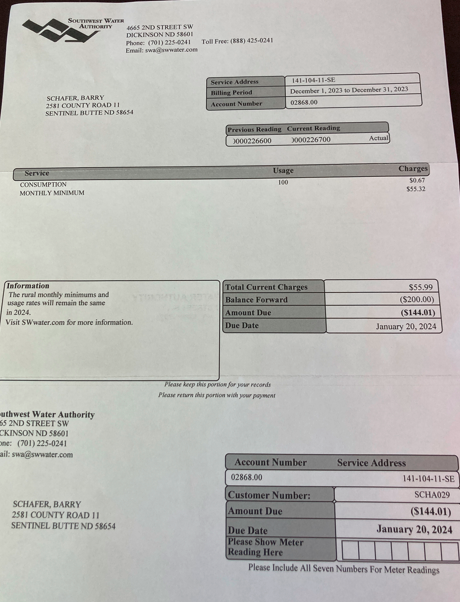 SOUTHWEST WATER
AUTHORITY
4665 2ND STREET SW
DICKINSON ND 58601
Phone: (701) 225-0241 Toll Free: (888) 425-0241
Email: swa@swwater.com
Service Address 141-104-11-SE
Billing Period December 1, 2023 to December 31, 2023
Account Number 02868.00
SCHAFER, BARRY
2581 COUNTY ROAD 11
SENTINEL BUTTE ND 58654
Previous Reading Current Reading
0000226600 0000226700 Actual
Service Usage Charges
CONSUMPTION 100 $0.67
MONTHLY MINIMUM $55.32
Information
The rural monthly minimums and
usage rates will remain the same
in 2024.
Visit SWwater.com for more information.
Total Current Charges $55.99
Balance Forward ($200.00)
Amount Due ($144.01)
Due Date January 20, 2024
Please keep this portion for your records
Please return this portion with your payment
uthwest Water Authority
65 2ND STREET SW
CKINSON ND 58601
one: (701) 225-0241
ail: swa@swwater.com
Account Number Service Address
02868.00 141-104-11-SE
Customer Number: SCHA029
Amount Due ($144.01)
Due Date January 20, 2024
Please Show Meter
Reading Here
Please Include All Seven Numbers For Meter Readings
SCHAFER, BARRY
2581 COUNTY ROAD 11
SENTINEL BUTTE ND 58654